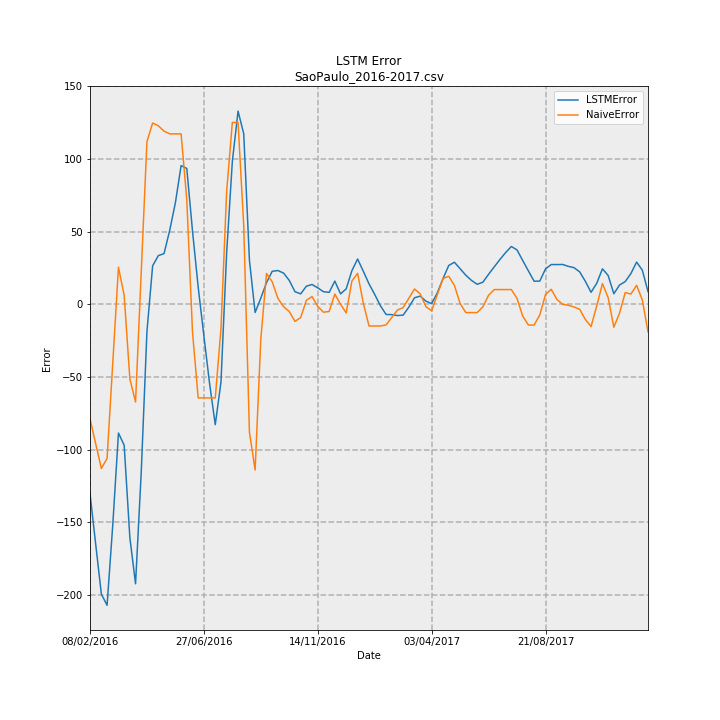 LSTM Error
SaoPaulo_2016-2017.csv
LSTMError
NaiveError
150
100
50
0
−50
−100
−150
−200
Error
08/02/2016
27/06/2016
14/11/2016
03/04/2017
21/08/2017
Date